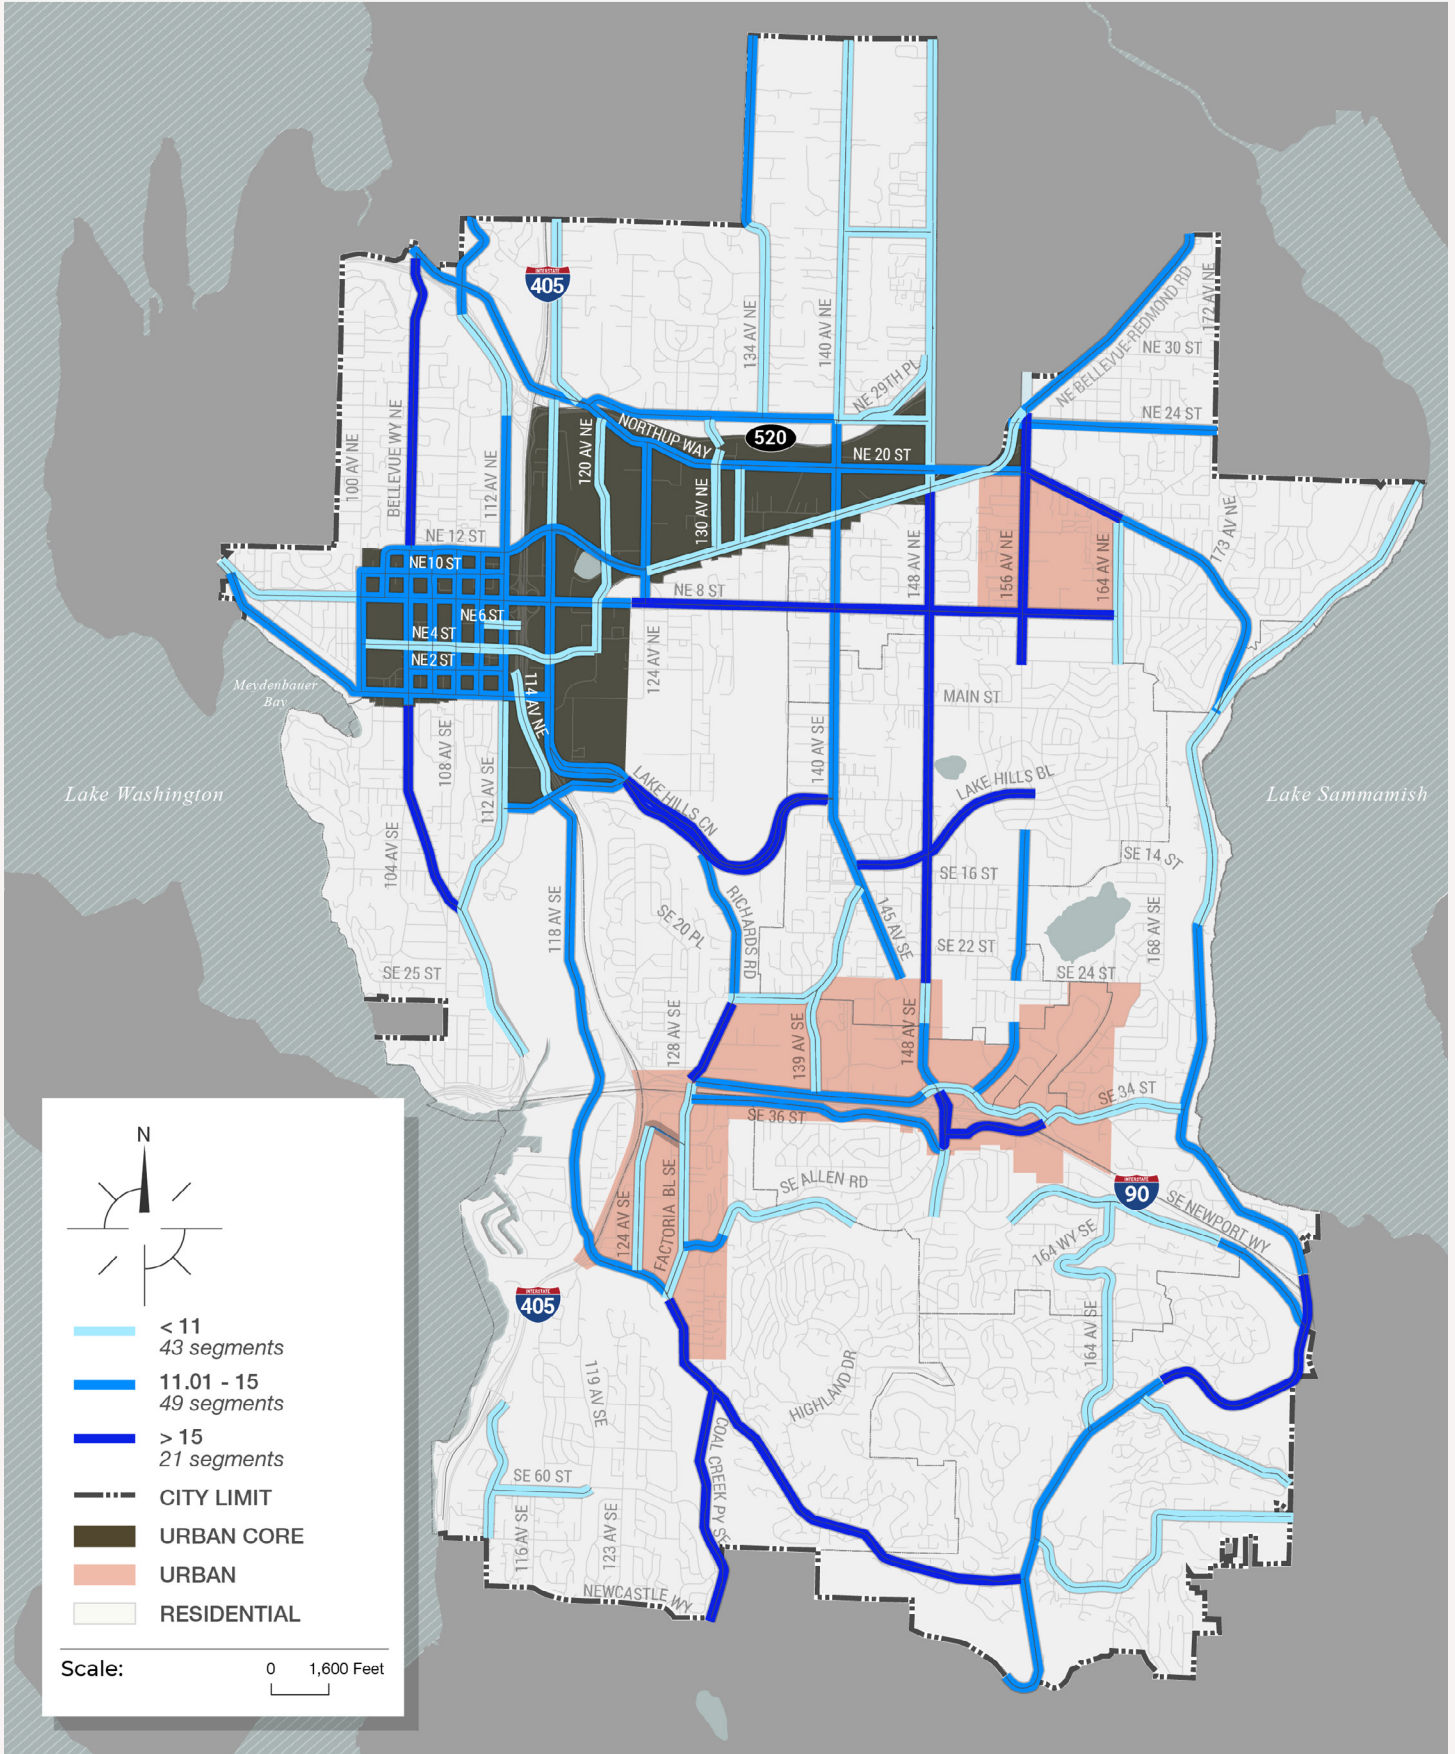 INTERSTATE
405
134 AV NE
140 AV NE
NE 29TH PL
NE BELLEVUE-REDMOND RD
172 AV NE
NE 30 ST
NE 24 ST
100 AV NE
BELLEVUE WY NE
112 AV NE
120 AV NE
NORTHUP WAY
520
NE 20 ST
130 AV NE
NE 12 ST
NE10 ST
NE 8 ST
148 AV NE
156 AV NE
164 AV NE
173 AV NE
NE6 ST
NE4 ST
NE2 ST
124 AV NE
114 AV NE
Meydenbauer
Bay
MAIN ST
108 AV SE
112 AV SE
140 AV SE
LAKE HILLS CN
LAKE HILLS BL
Lake Washington
Lake Sammamish
104 AV SE
SE 14 ST
SE 16 ST
118 AV SE
SE 20 PL
RICHARDS RD
145 AV SE
SE 22 ST
168 AV SE
SE 25 ST
SE 24 ST
128 AV SE
139 AV SE
148 AV SE
SE 36 ST
SE 34 ST
124 AV SE
FACTORIA BL SE
SE ALLEN RD
INTERSTATE
90
SE NEWPORT WY
164 WY SE
164 AV SE
INTERSTATE
405
119 AV SE
HIGHLAND DR
COAL CREEK PY SE
SE 60 ST
116 AV SE
123 AV SE
NEWCASTLE WY
N
< 11
43 segments
11.01 - 15
49 segments
> 15
21 segments
CITY LIMIT
URBAN CORE
URBAN
RESIDENTIAL
Scale:
0 1,600 Feet